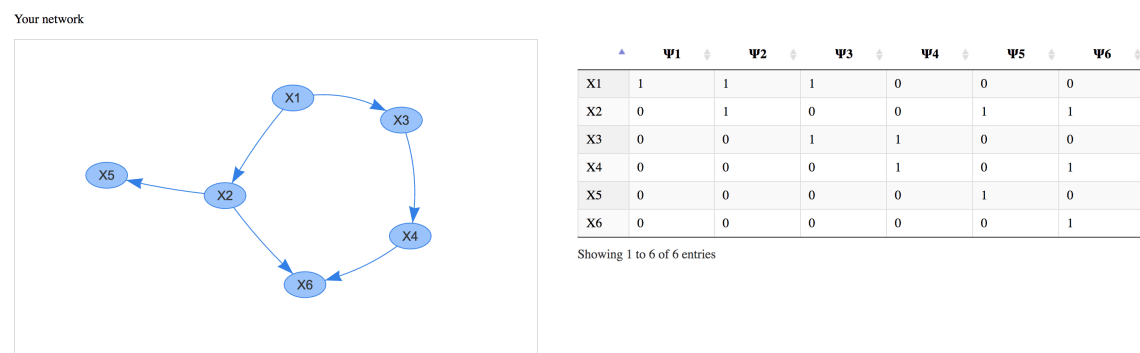 Your network
X1
X3
X5
X2
X4
X6
Ψ1 Ψ2 Ψ3 Ψ4 Ψ5 Ψ6
X1 1 1 1 0 0 0
X2 0 1 0 0 1 1
X3 0 0 1 1 0 0
X4 0 0 0 1 0 1
X5 0 0 0 0 1 0
X6 0 0 0 0 0 1
Showing 1 to 6 of 6 entries